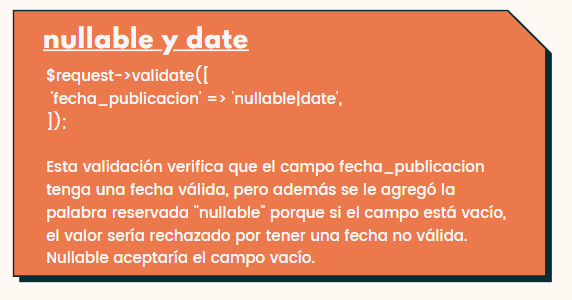 nullable y date
$request->validate([
'fecha_publicacion' => 'nullable|date',
]);
Esta validación verifica que el campo fecha_publicacion
tenga una fecha válida, pero además se le agregó la
palabra reservada "nullable" porque si el campo está vacío,
el valor sería rechazado por tener una fecha no válida.
Nullable aceptaría el campo vacío.